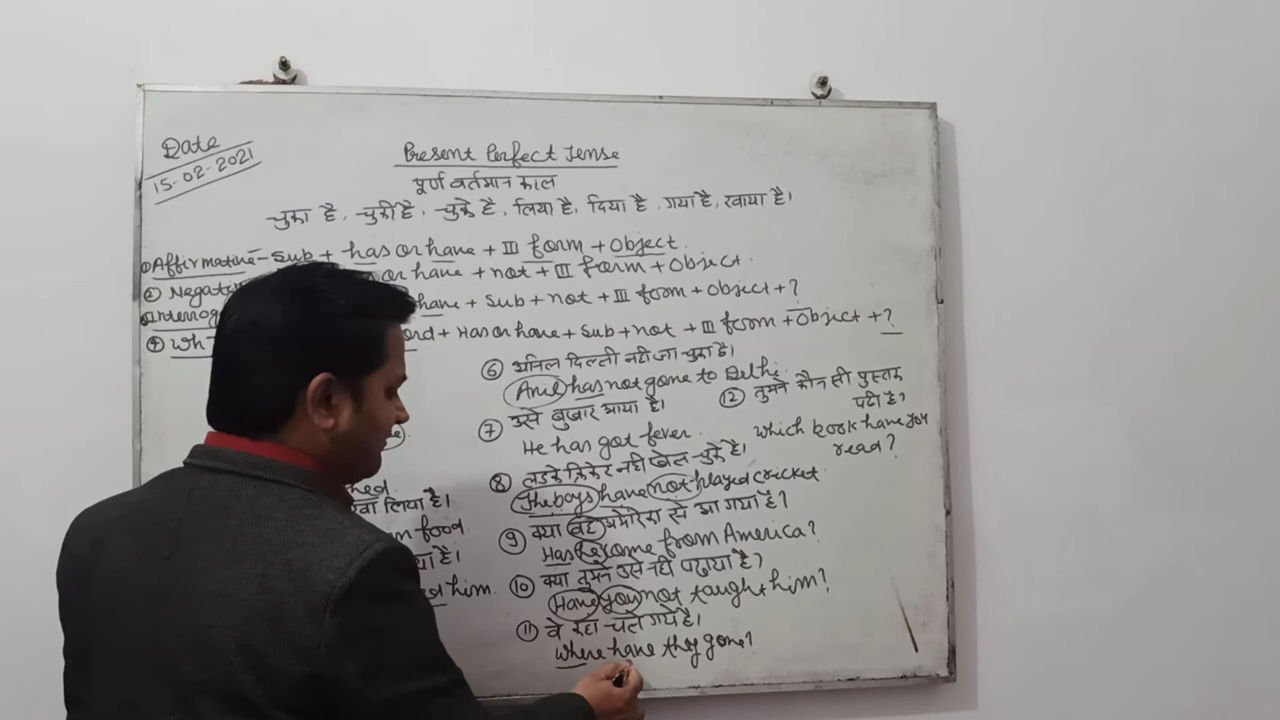 Date
15-02-2021
Present Perfect Tense
पूर्ण वर्तमान काल
चुका है, चुकी है, चुके है, लिया है, दिया है, गया है, खाया है।
① Affirmative - Sub + has or have + III form + Object.
② Negat or have + not + III form + Object.
Interrog have + Sub + not + III form + Object + ?
④ Wh- ord + Has or have + Sub + not + III form + Object + ?
⑥ अनिल दिल्ली नही जा चुका है।
Anil has not gone to Delhi.
⑦ उसे बुखार आया है।
He has got fever.
⑧ लडके क्रिकेट नही खेल चुके है।
The boys have not played cricket
⑨ क्या वह अमेरिका से आ गया है?
Has he come from America?
⑩ क्या तुमने उसे नही पढाया है?
Have you not taught him?
⑪ वे कहा चले गये है।
Where have they gone?
⑫ तुमने कौन सी पुस्तक
पढी है?
Which book have you
read?
hed.
खा लिया है।
food.
या है।
him.